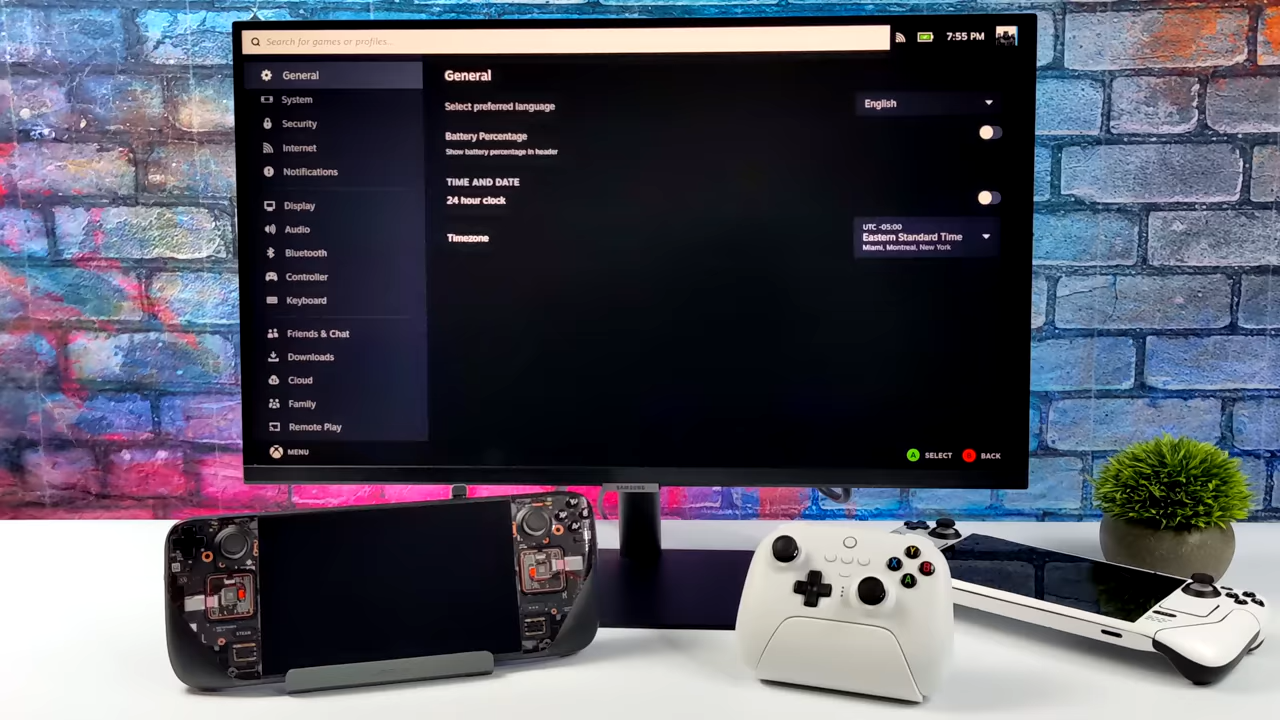 Search for games or profiles...
7:55 PM
General
System
Security
Internet
Notifications
Display
Audio
Bluetooth
Controller
Keyboard
Friends & Chat
Downloads
Cloud
Family
Remote Play
MENU
General
Select preferred language
English
Battery Percentage
Show battery percentage in header
TIME AND DATE
24 hour clock
Timezone
UTC -05:00
Eastern Standard Time
Miami, Montreal, New York
A SELECT
B BACK
SAMSUNG
STEAM
Y
X
B
A